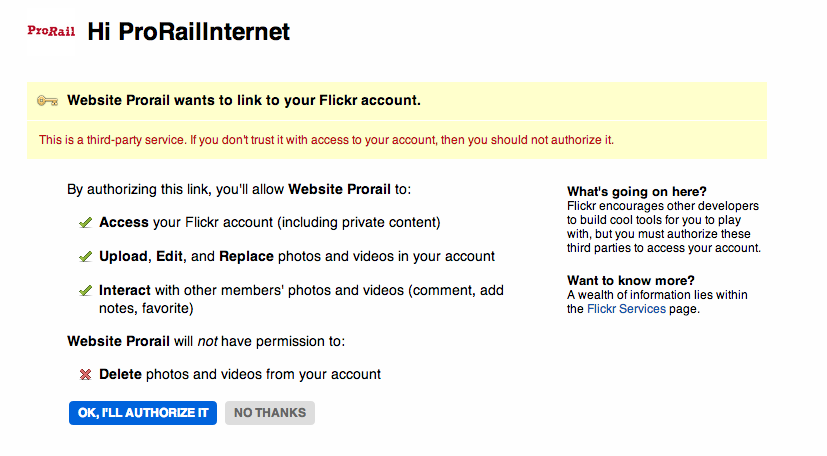 ProRail Hi ProRailInternet
Website Prorail wants to link to your Flickr account.
This is a third-party service. If you don't trust it with access to your account, then you should not authorize it.
By authorizing this link, you'll allow Website Prorail to:
Access your Flickr account (including private content)
Upload, Edit, and Replace photos and videos in your account
Interact with other members' photos and videos (comment, add
notes, favorite)
Website Prorail will not have permission to:
Delete photos and videos from your account
OK, I'LL AUTHORIZE IT NO THANKS
What's going on here?
Flickr encourages other developers
to build cool tools for you to play
with, but you must authorize these
third parties to access your account.
Want to know more?
A wealth of information lies within
the Flickr Services page.